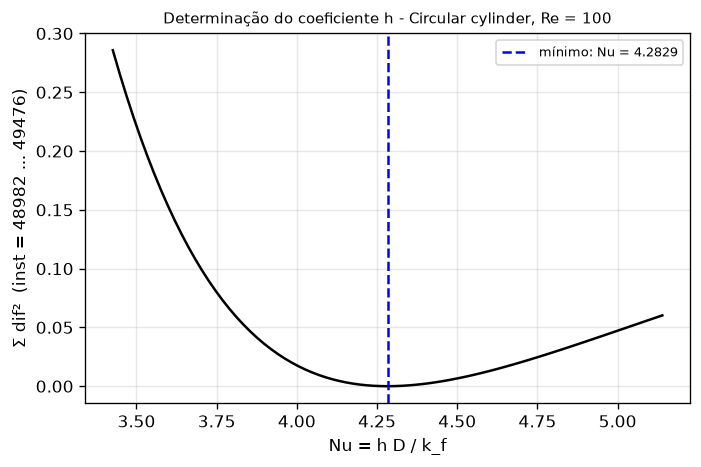 Determinação do coeficiente h - Circular cylinder, Re = 100
mínimo: Nu = 4.2829
Σ dif² (inst = 48982 ... 49476)
0.30
0.25
0.20
0.15
0.10
0.05
0.00
3.50 3.75 4.00 4.25 4.50 4.75 5.00
Nu = h D / k_f